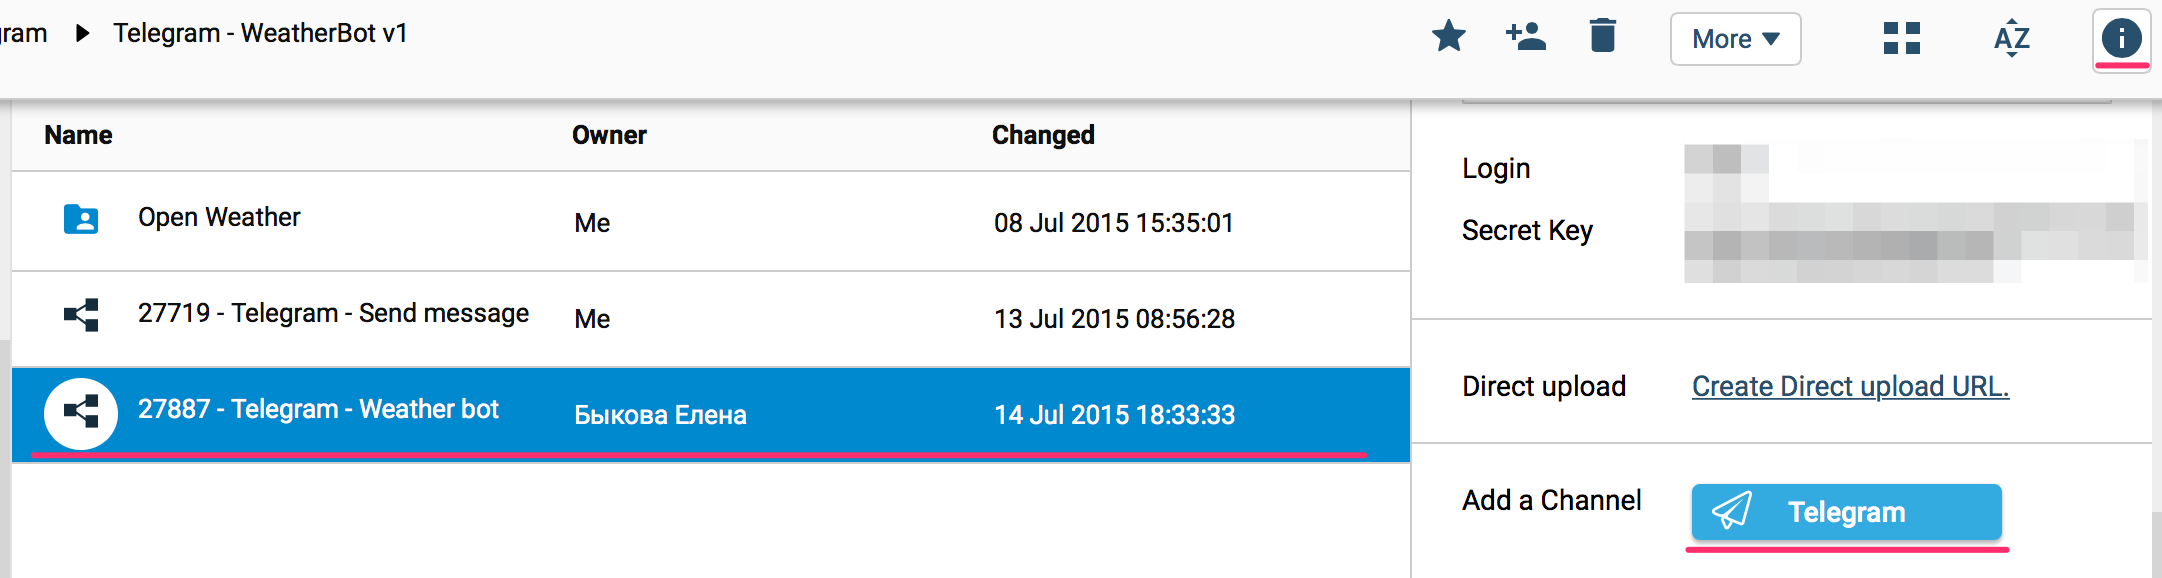 gram ▶ Telegram - WeatherBot v1
More ▼
AZ
i
Name Owner Changed
Open Weather Me 08 Jul 2015 15:35:01
27719 - Telegram - Send message Me 13 Jul 2015 08:56:28
27887 - Telegram - Weather bot Быкова Елена 14 Jul 2015 18:33:33
Login
Secret Key
Direct upload Create Direct upload URL.
Add a Channel Telegram